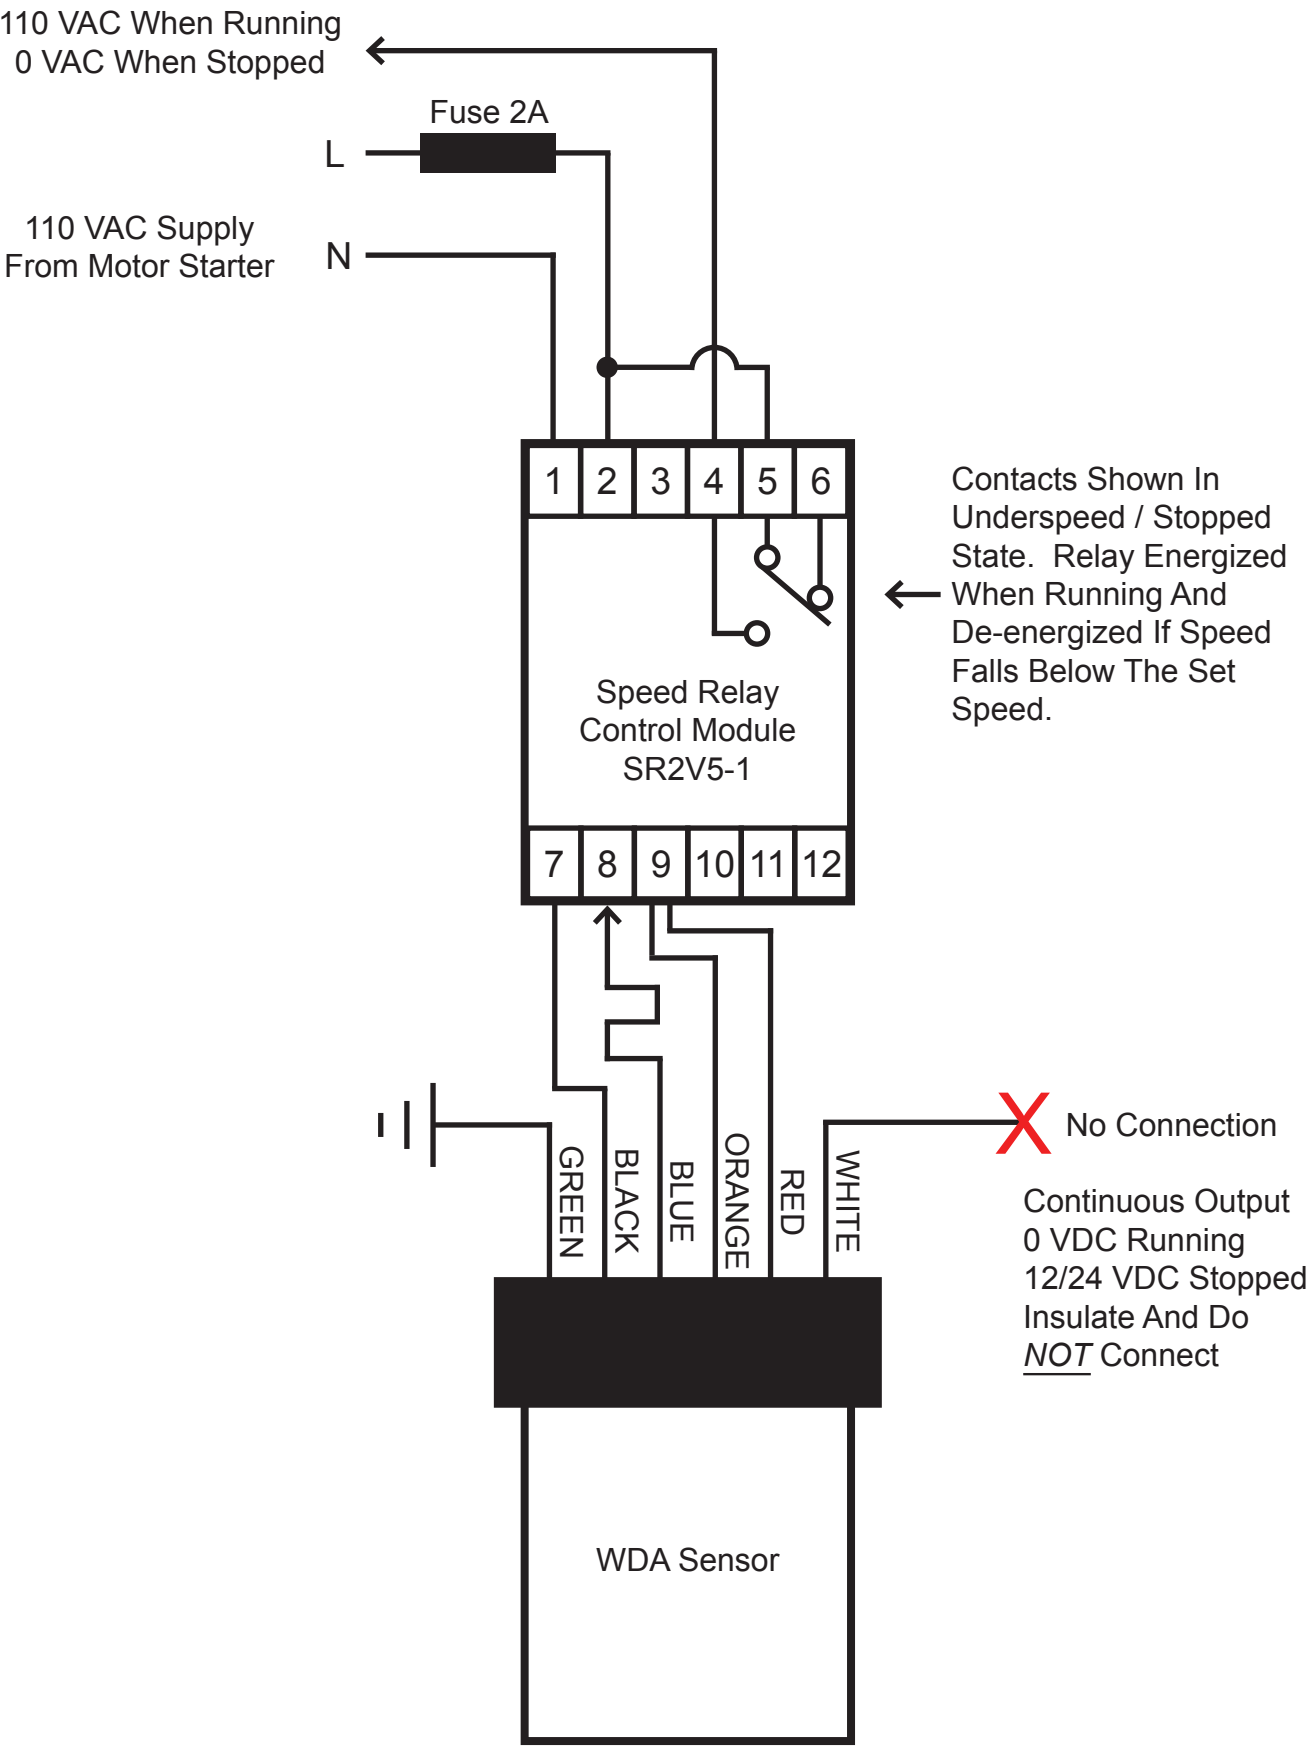 110 VAC When Running
0 VAC When Stopped
Fuse 2A
L
110 VAC Supply
From Motor Starter
N
1 2 3 4 5 6
Contacts Shown In
Underspeed / Stopped
State. Relay Energized
When Running And
De-energized If Speed
Falls Below The Set
Speed.
Speed Relay
Control Module
SR2V5-1
7 8 9 10 11 12
GREEN
BLACK
BLUE
ORANGE
RED
WHITE
X No Connection
Continuous Output
0 VDC Running
12/24 VDC Stopped
Insulate And Do
NOT Connect
WDA Sensor